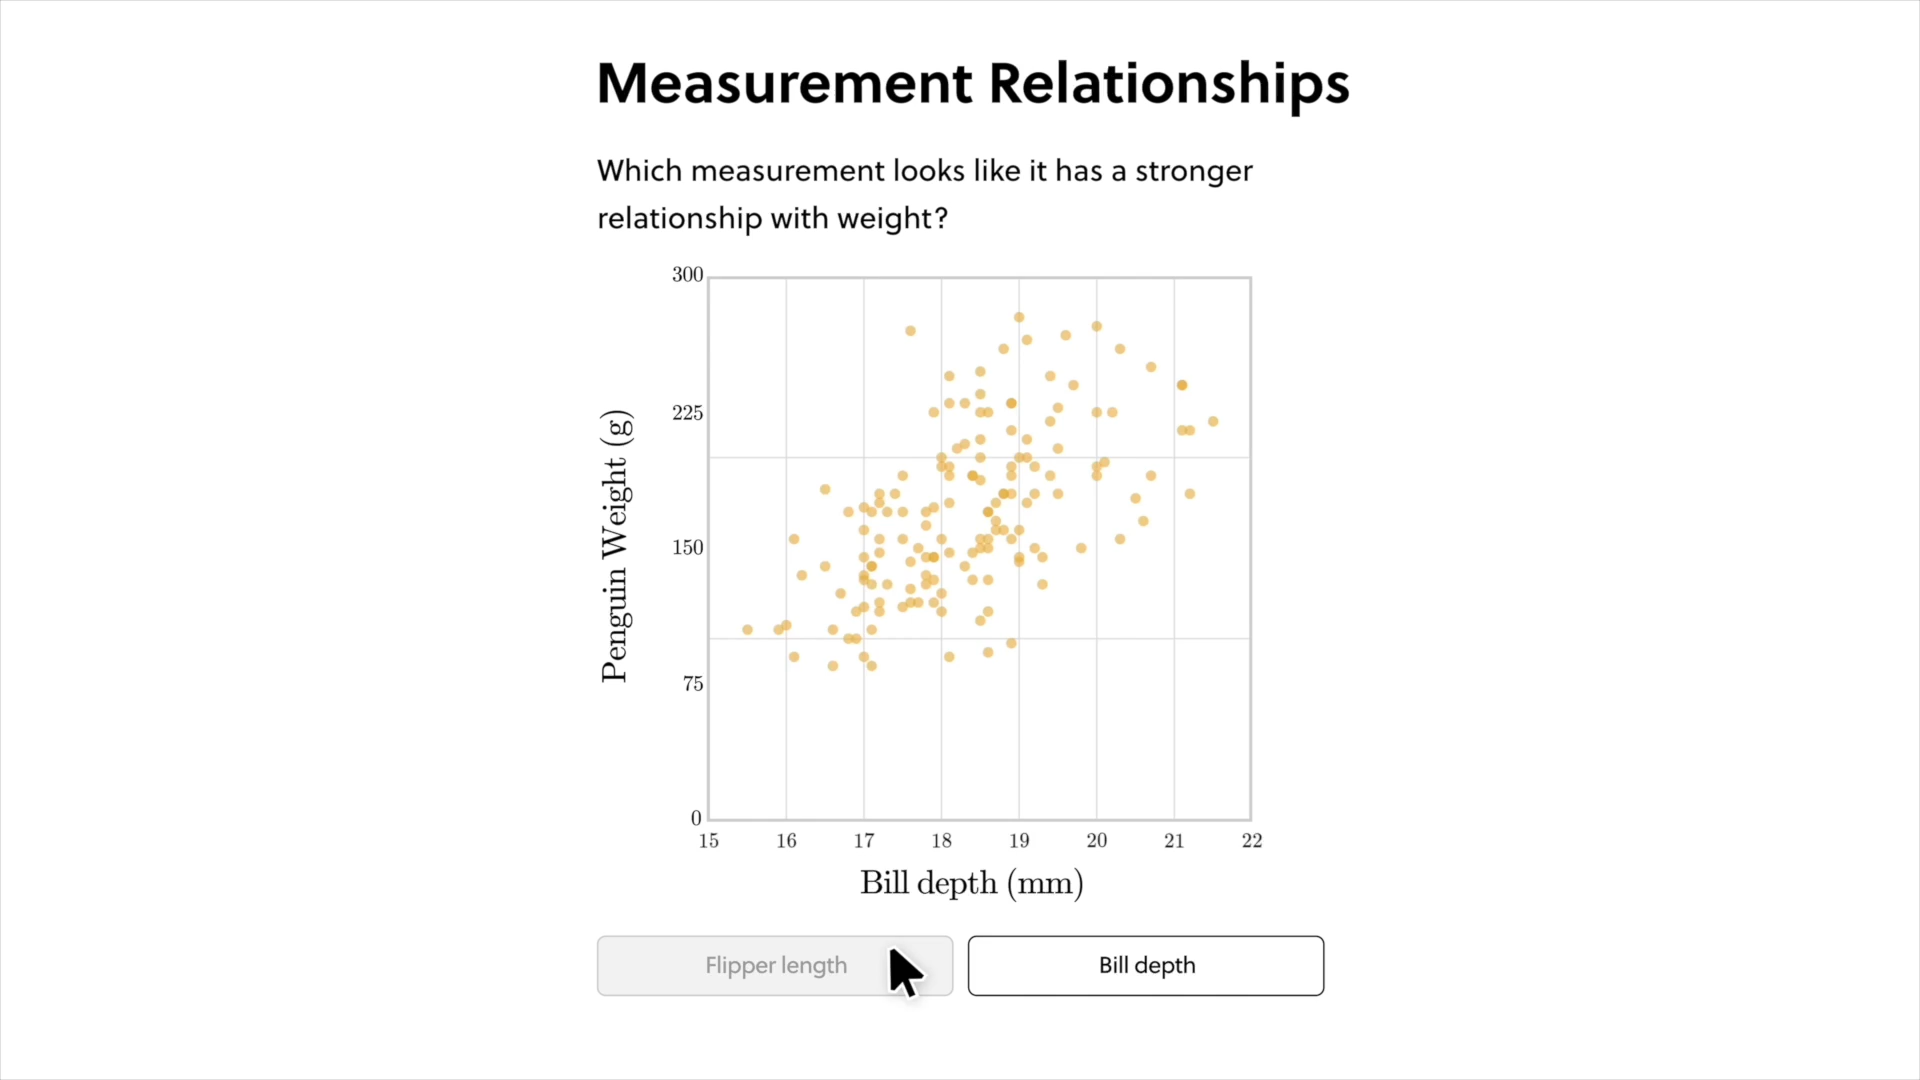 Measurement Relationships
Which measurement looks like it has a stronger
relationship with weight?
300
225
150
75
0
Penguin Weight (g)
15 16 17 18 19 20 21 22
Bill depth (mm)
Flipper length
Bill depth